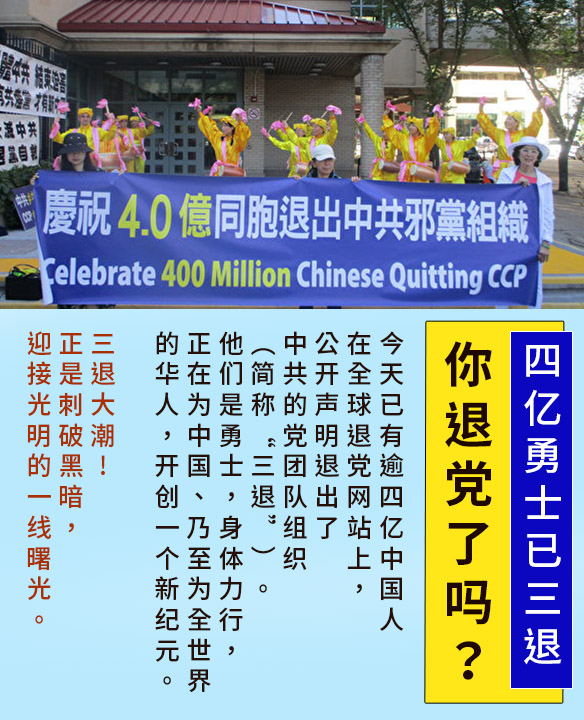 慶祝4.0億同胞退出中共邪黨組織
Celebrate 400 Million Chinese Quitting CCP
四亿勇士已三退
你退党了吗？
今天已有逾四亿中国人
在全球退党网站上，
公开声明退出了
中共的党团队组织
（简称“三退”）。
他们是勇士，身体力行，
正在为中国、乃至为全世界
的华人，开创一个新纪元。
三退大潮！
正是刺破黑暗，
迎接光明的一线曙光。